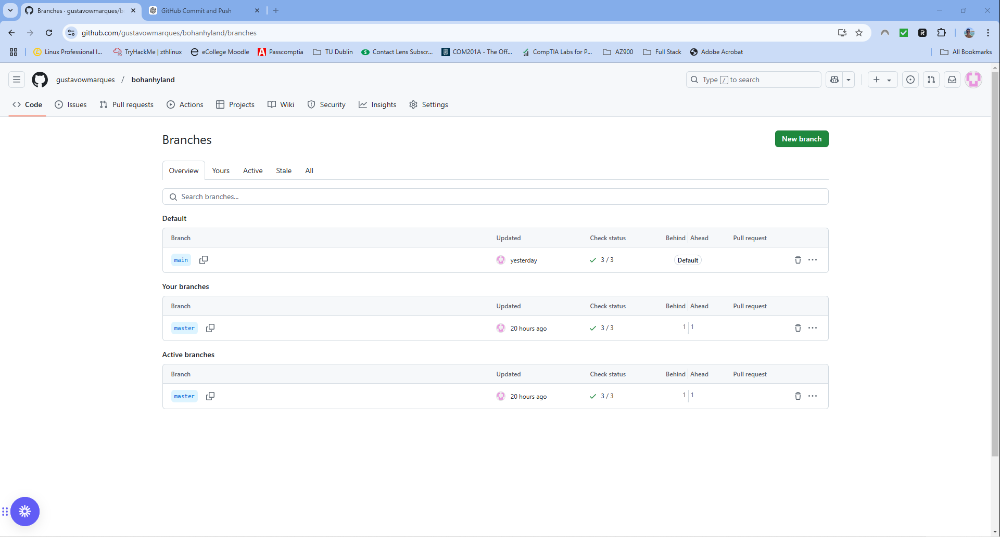 Branches · gustavowmarques/b
GitHub Commit and Push
github.com/gustavowmarques/bohanhyland/branches
Linux Professional I...
TryHackMe | zthlinux
eCollege Moodle
Passcomptia
TU Dublin
Contact Lens Subscr...
COM201A - The Off...
CompTIA Labs for P...
AZ900
Full Stack
Adobe Acrobat
All Bookmarks
gustavowmarques / bohanhyland
Type / to search
Code
Issues
Pull requests
Actions
Projects
Wiki
Security
Insights
Settings
Branches
New branch
Overview
Yours
Active
Stale
All
Search branches...
Default
Branch Updated Check status Behind Ahead Pull request
main yesterday 3 / 3 Default
Your branches
Branch Updated Check status Behind Ahead Pull request
master 20 hours ago 3 / 3 1 1
Active branches
Branch Updated Check status Behind Ahead Pull request
master 20 hours ago 3 / 3 1 1